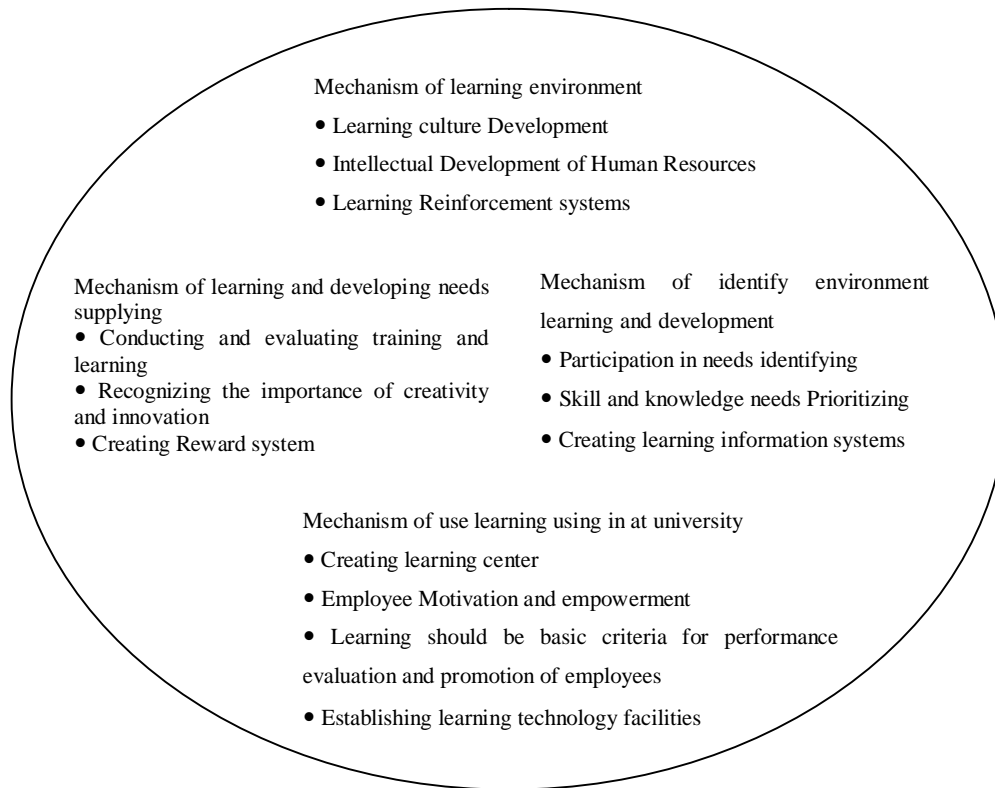 Mechanism of learning environment
• Learning culture Development
• Intellectual Development of Human Resources
• Learning Reinforcement systems
Mechanism of learning and developing needs
supplying
• Conducting and evaluating training and
learning
• Recognizing the importance of creativity
and innovation
• Creating Reward system
Mechanism of identify environment
learning and development
• Participation in needs identifying
• Skill and knowledge needs Prioritizing
• Creating learning information systems
Mechanism of use learning using in at university
• Creating learning center
• Employee Motivation and empowerment
• Learning should be basic criteria for performance
evaluation and promotion of employees
• Establishing learning technology facilities